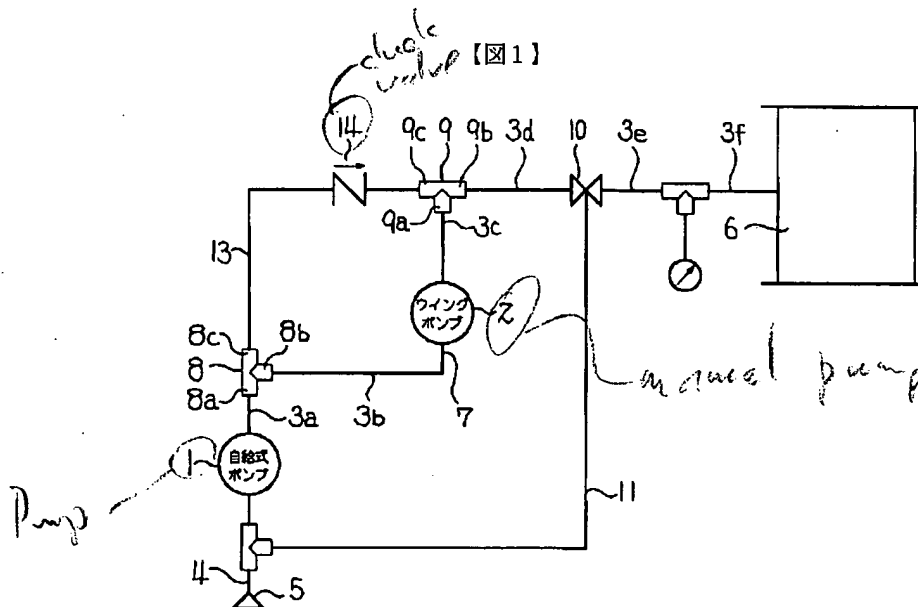 【図1】
check
valve
14
9c 9 9b 3d 10 3e 3f
9a
3c
13
6
ウイング
ポンプ
2
8c 8b
8
8a
7
manual pump
3a 3b
1
自給式
ポンプ
Pump
11
4
5